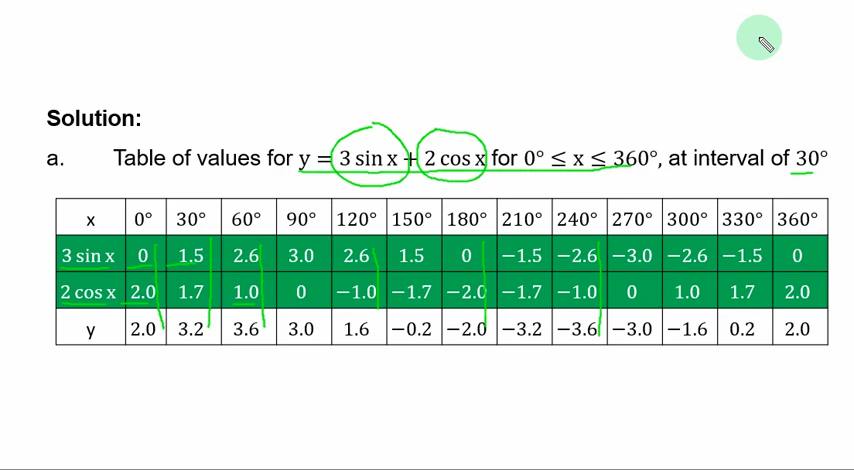 Solution:
a. Table of values for y = 3 sin x + 2 cos x for 0° ≤ x ≤ 360°, at interval of 30°
x 0° 30° 60° 90° 120° 150° 180° 210° 240° 270° 300° 330° 360°
3 sin x 0 1.5 2.6 3.0 2.6 1.5 0 −1.5 −2.6 −3.0 −2.6 −1.5 0
2 cos x 2.0 1.7 1.0 0 −1.0 −1.7 −2.0 −1.7 −1.0 0 1.0 1.7 2.0
y 2.0 3.2 3.6 3.0 1.6 −0.2 −2.0 −3.2 −3.6 −3.0 −1.6 0.2 2.0